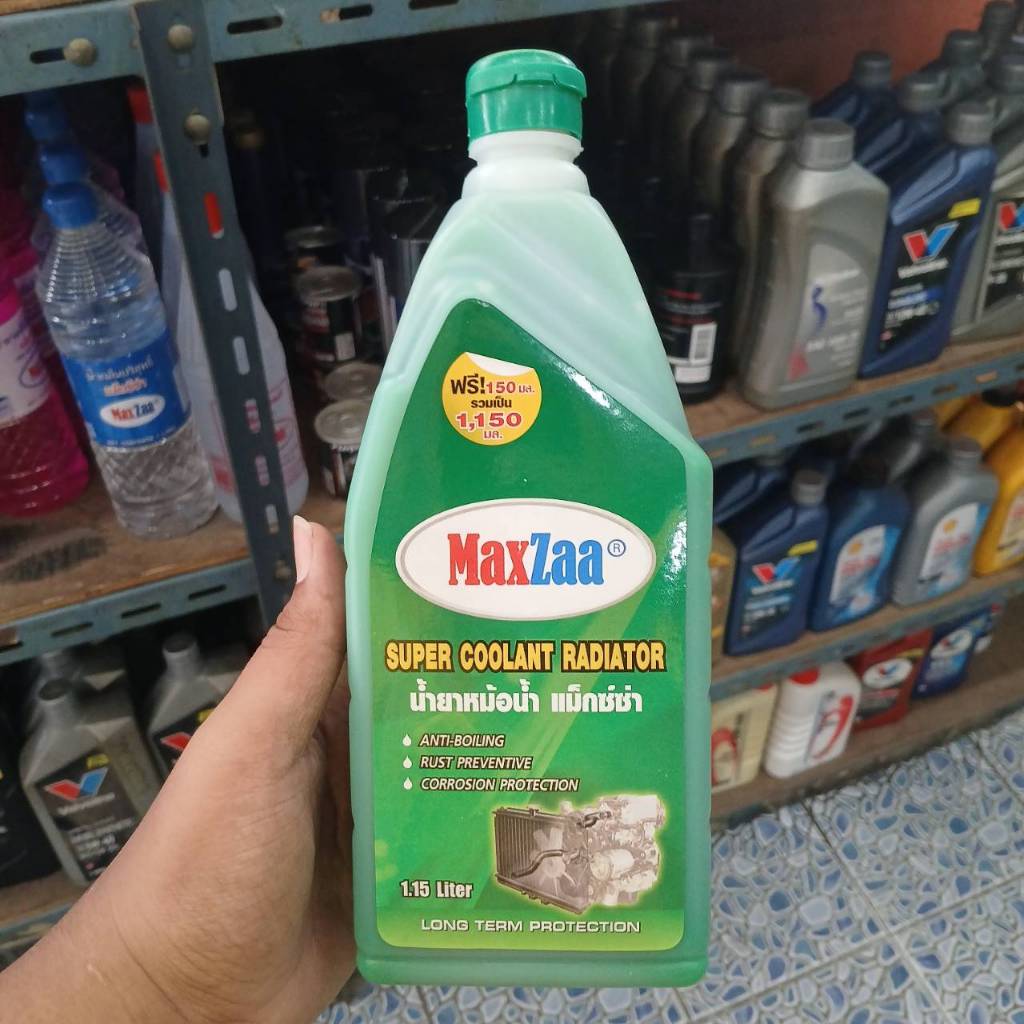 ฟรี! 150 มล.
รวมเป็น
1,150
มล.
MaxZaa®
SUPER COOLANT RADIATOR
น้ำยาหม้อน้ำ แม็กซ์ซ่า
ANTI-BOILING
RUST PREVENTIVE
CORROSION PROTECTION
1.15 Liter
LONG TERM PROTECTION
MaxZaa
Valvoline